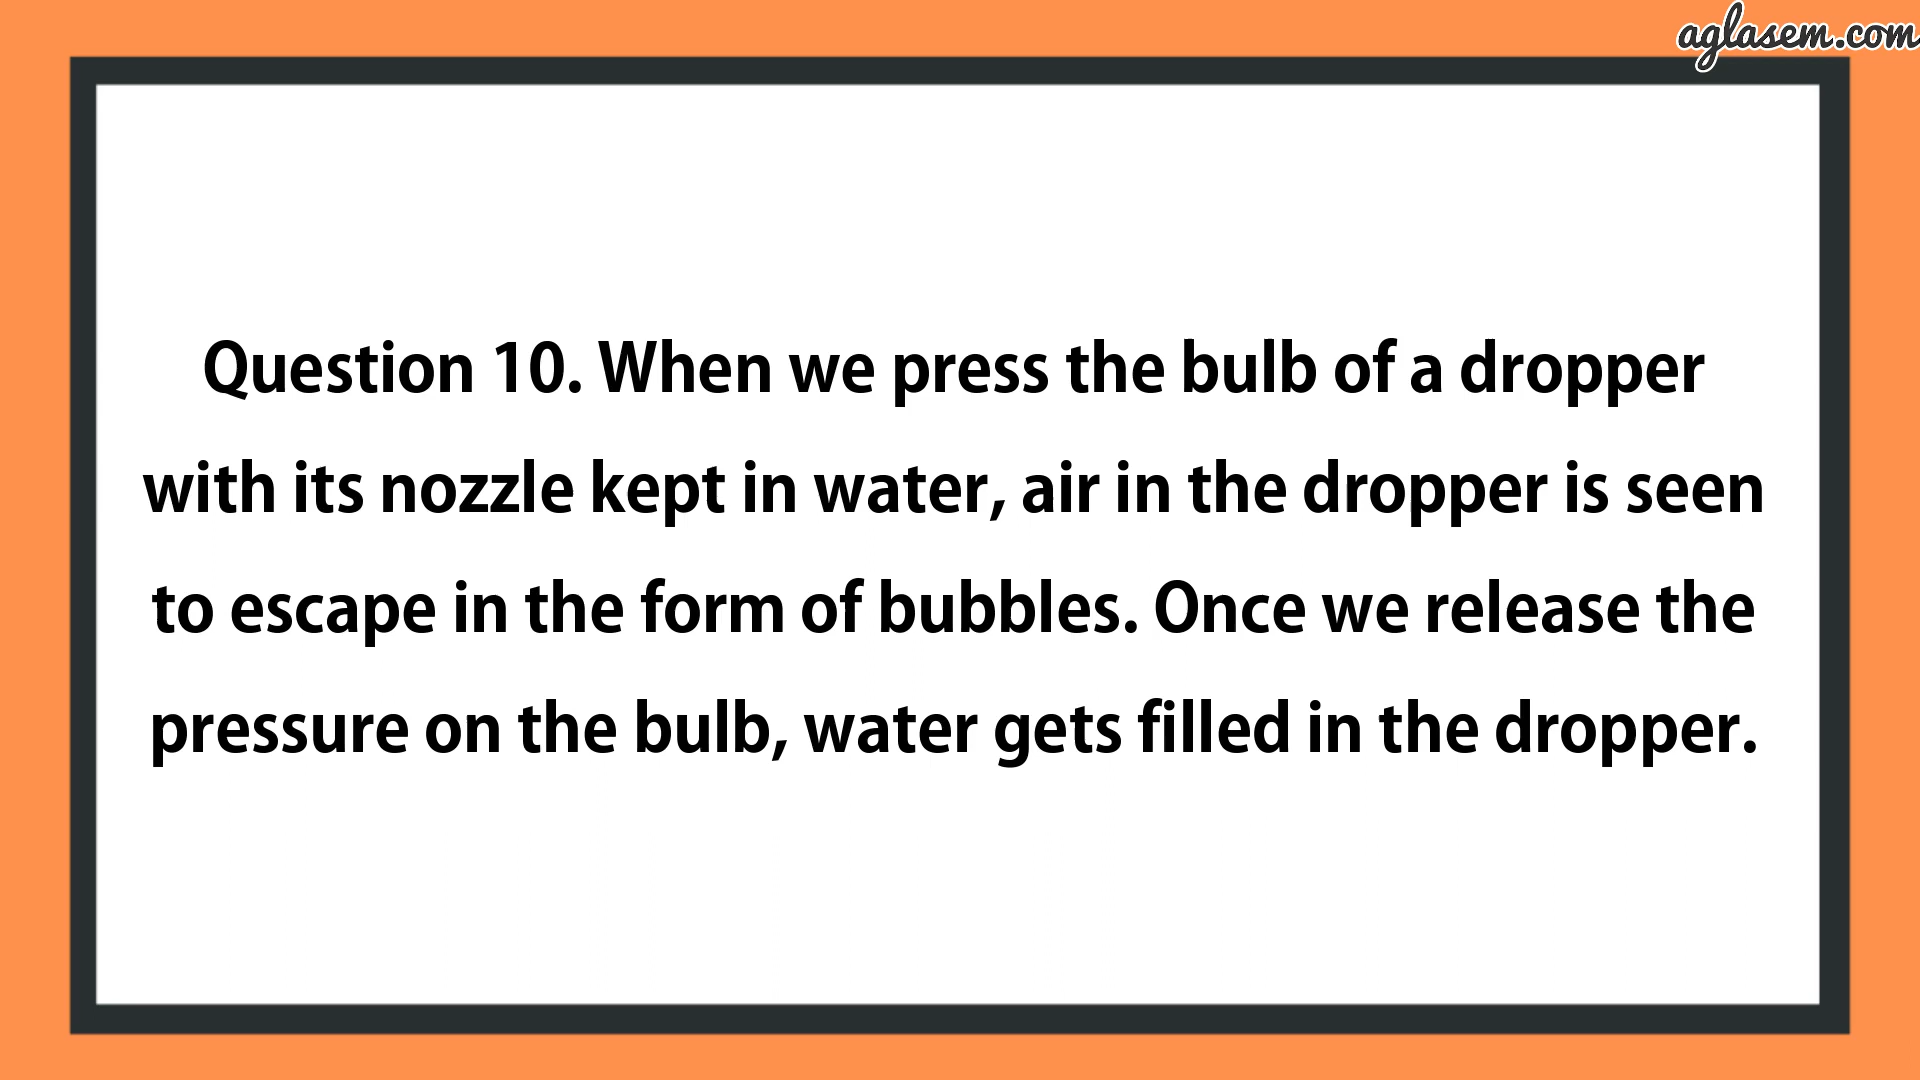 aglasem.com
Question 10. When we press the bulb of a dropper
with its nozzle kept in water, air in the dropper is seen
to escape in the form of bubbles. Once we release the
pressure on the bulb, water gets filled in the dropper.